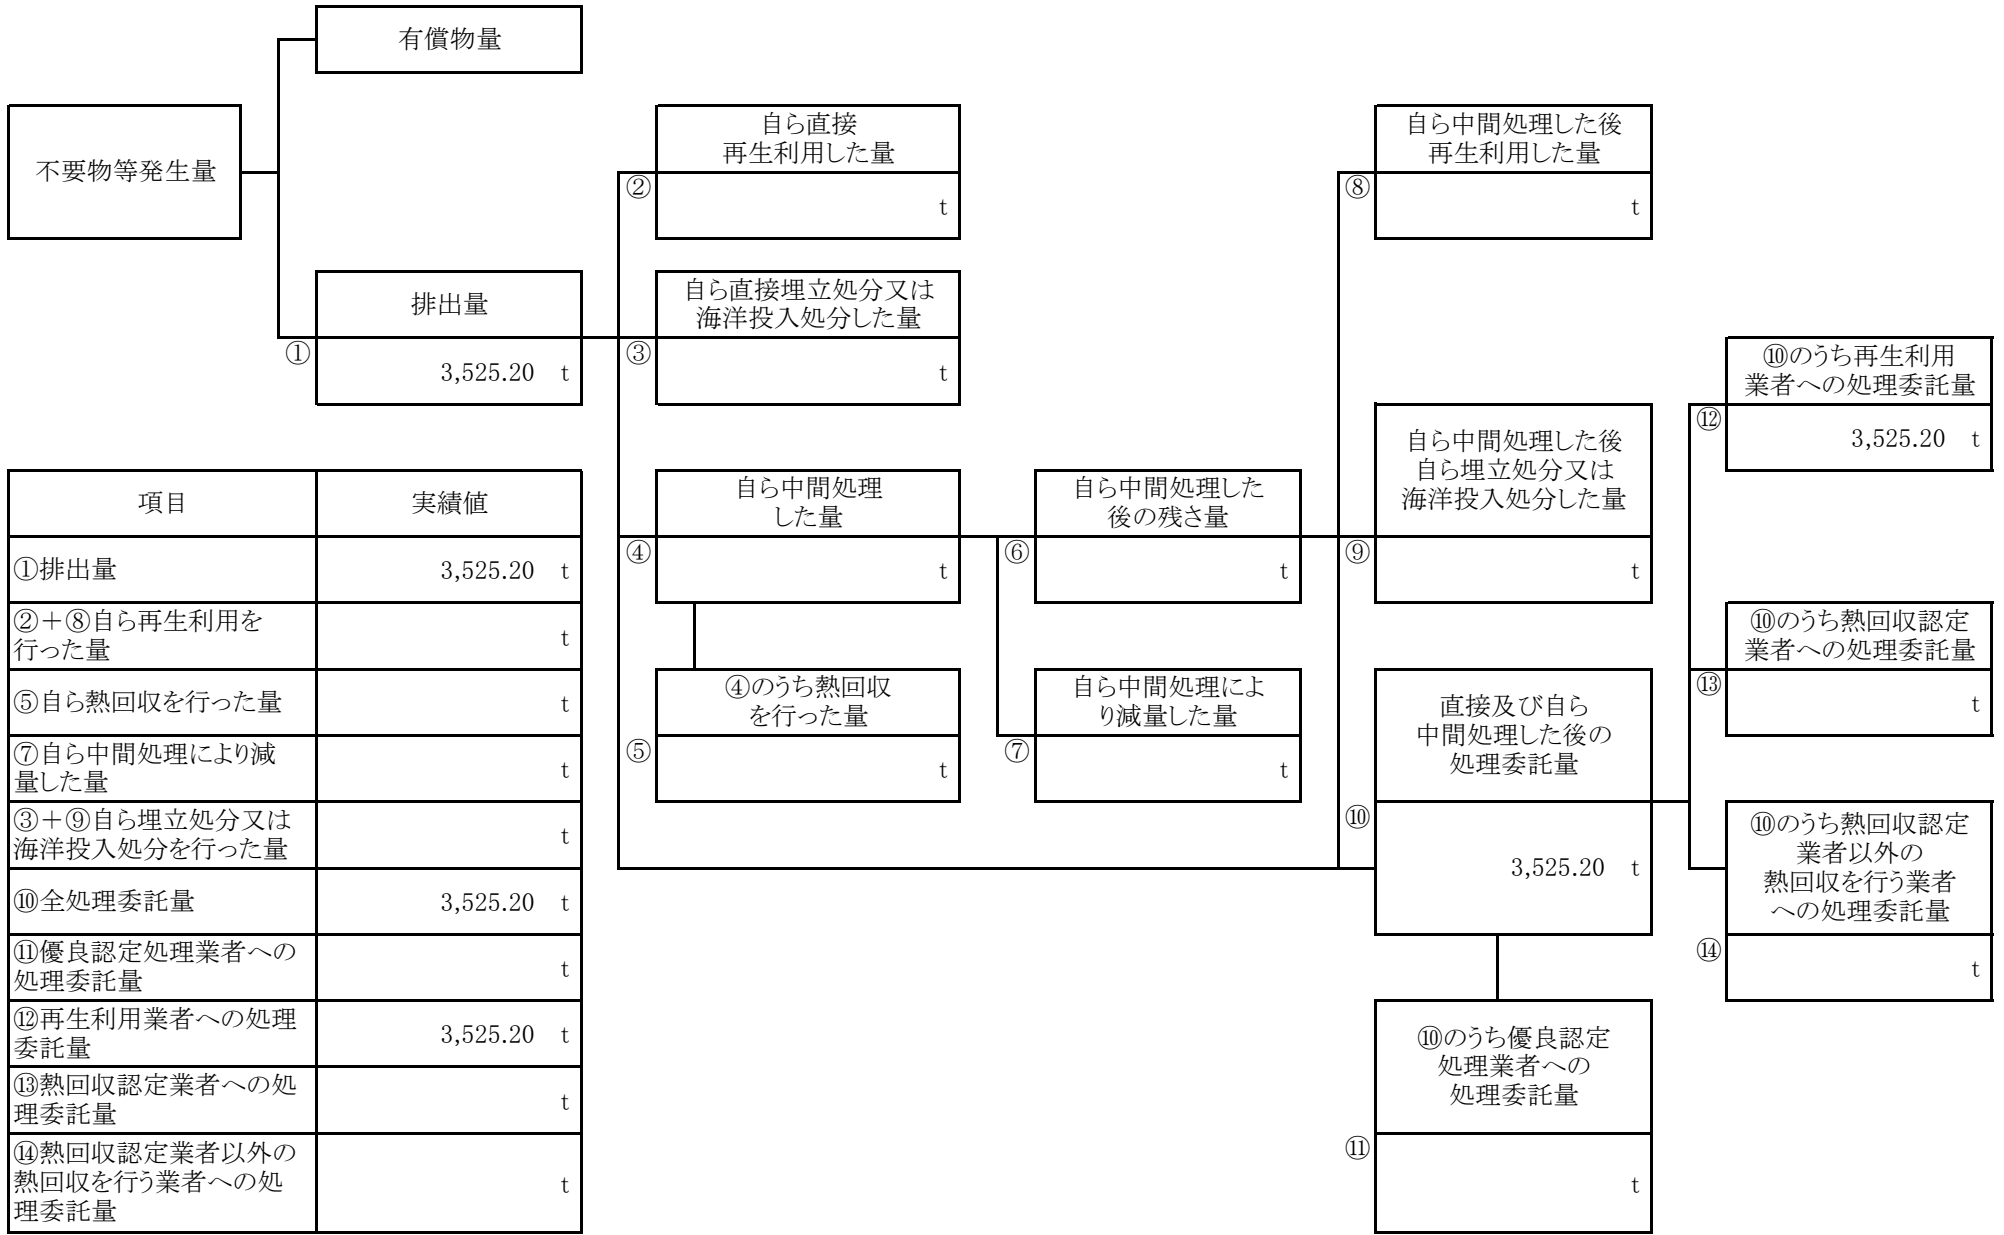 有償物量
不要物等発生量
排出量
①
3,525.20 t
自ら直接
再生利用した量
②
t
自ら直接埋立処分又は
海洋投入処分した量
③
t
自ら中間処理
した量
④
t
④のうち熱回収
を行った量
⑤
t
自ら中間処理した
後の残さ量
⑥
t
自ら中間処理によ
り減量した量
⑦
t
自ら中間処理した後
再生利用した量
⑧
t
自ら中間処理した後
自ら埋立処分又は
海洋投入処分した量
⑨
t
直接及び自ら
中間処理した後の
処理委託量
⑩
3,525.20 t
⑩のうち優良認定
処理業者への
処理委託量
⑪
t
⑩のうち再生利用
業者への処理委託量
⑫
3,525.20 t
⑩のうち熱回収認定
業者への処理委託量
⑬
t
⑩のうち熱回収認定
業者以外の
熱回収を行う業者
への処理委託量
⑭
t
項目 実績値
①排出量 3,525.20 t
②＋⑧自ら再生利用を
行った量
t
⑤自ら熱回収を行った量 t
⑦自ら中間処理により減
量した量
t
③＋⑨自ら埋立処分又は
海洋投入処分を行った量
t
⑩全処理委託量 3,525.20 t
⑪優良認定処理業者への
処理委託量
t
⑫再生利用業者への処理
委託量
3,525.20 t
⑬熱回収認定業者への処
理委託量
t
⑭熱回収認定業者以外の
熱回収を行う業者への処
理委託量
t